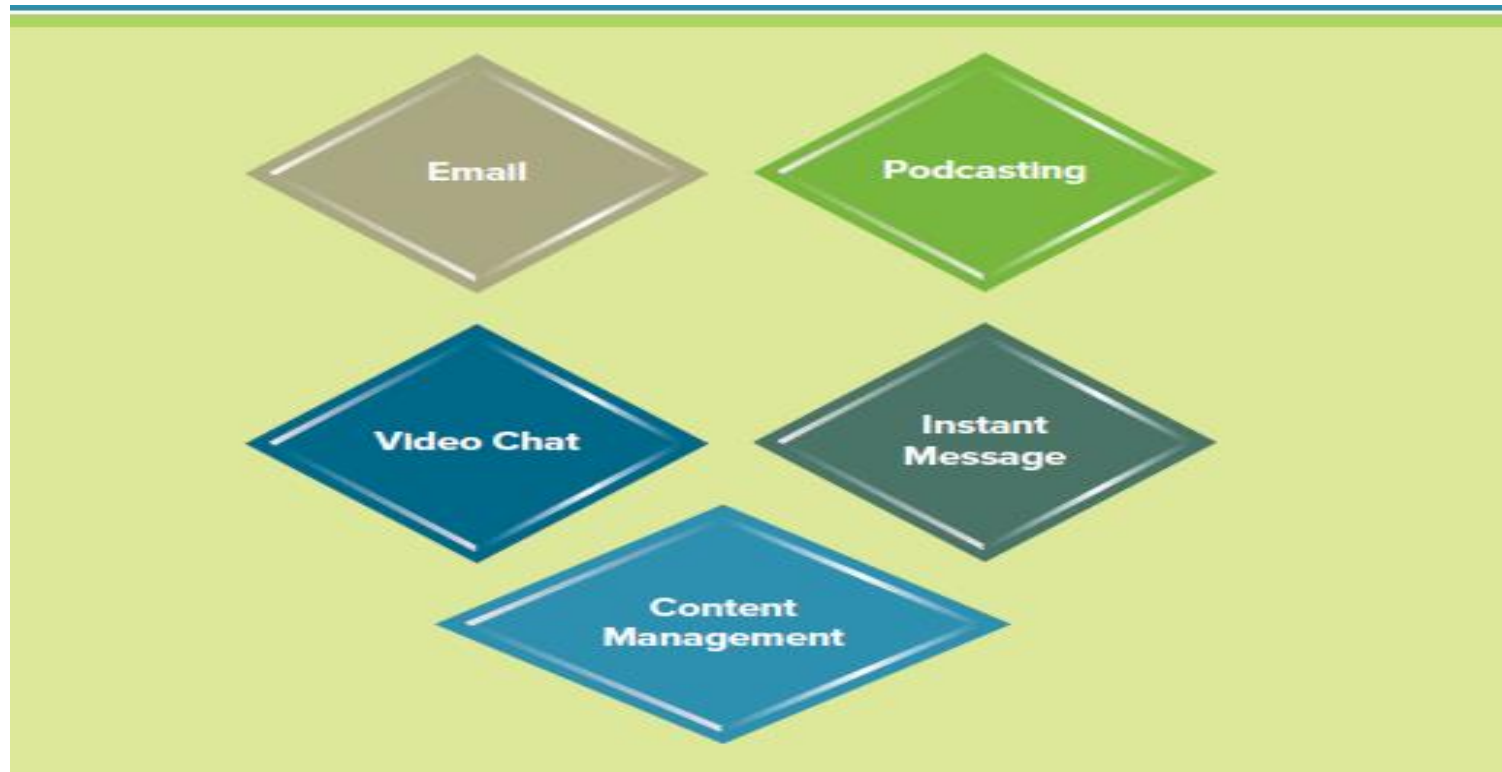 Email
Podcasting
Video Chat
Instant
Message
Content
Management